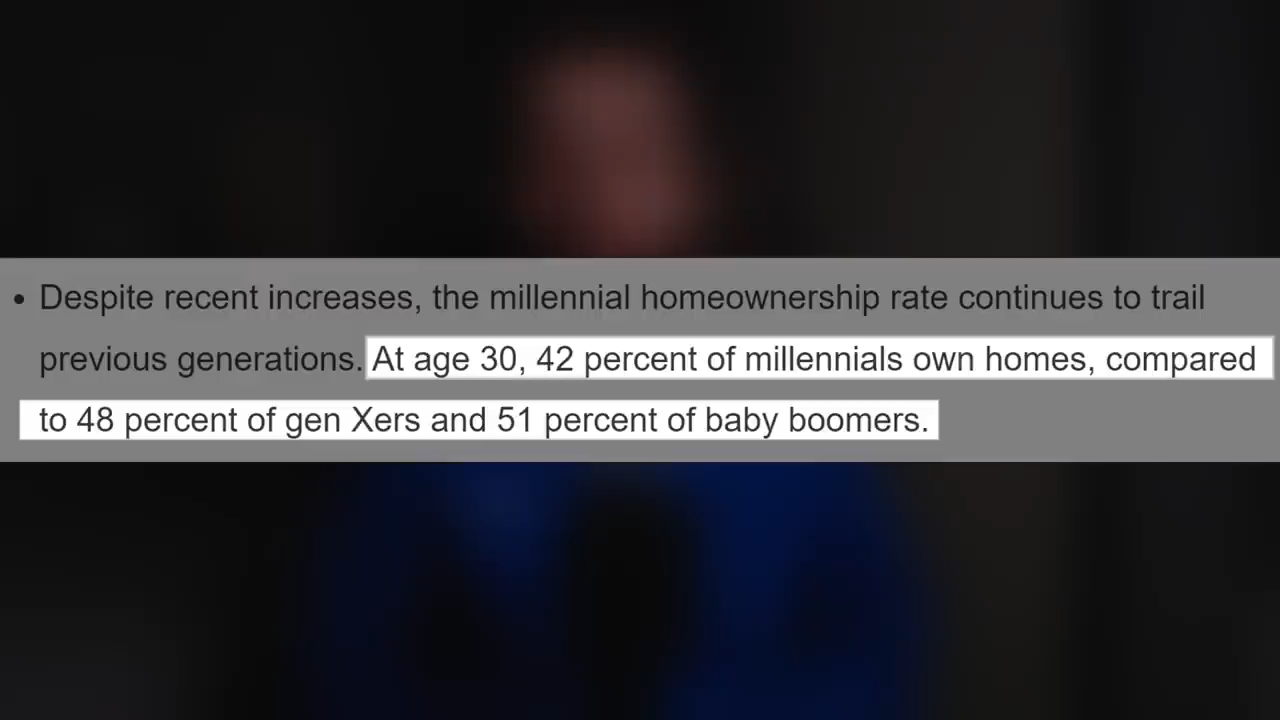 • Despite recent increases, the millennial homeownership rate continues to trail
previous generations. At age 30, 42 percent of millennials own homes, compared
to 48 percent of gen Xers and 51 percent of baby boomers.